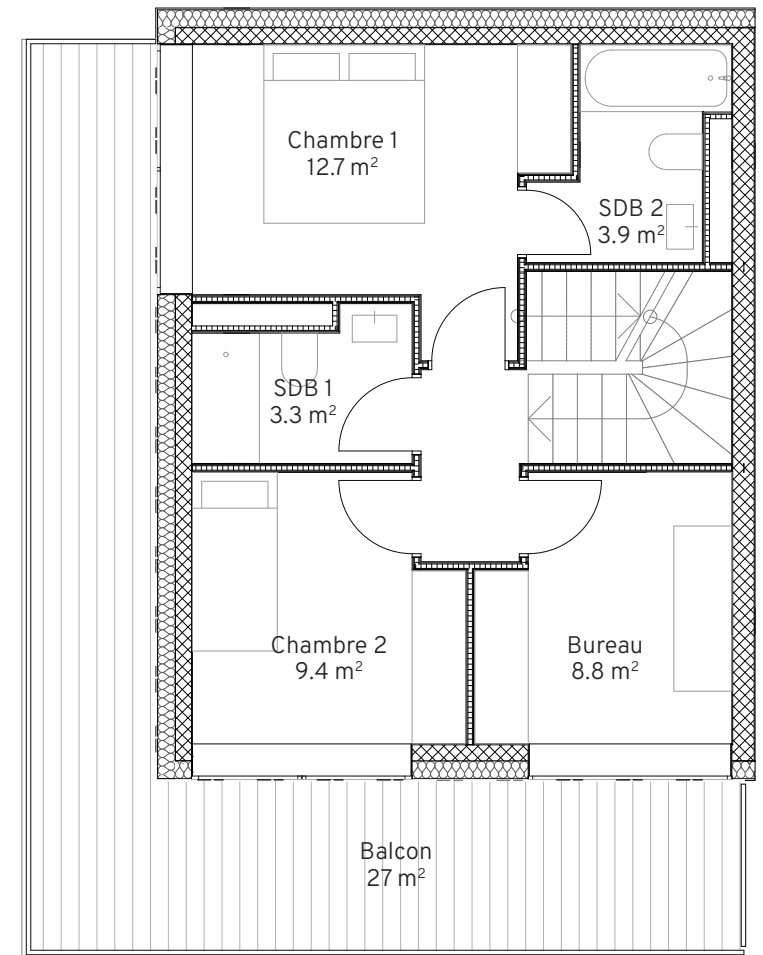 Chambre 1
12.7 m²
SDB 2
3.9 m²
SDB 1
3.3 m²
Chambre 2
9.4 m²
Bureau
8.8 m²
Balcon
27 m²